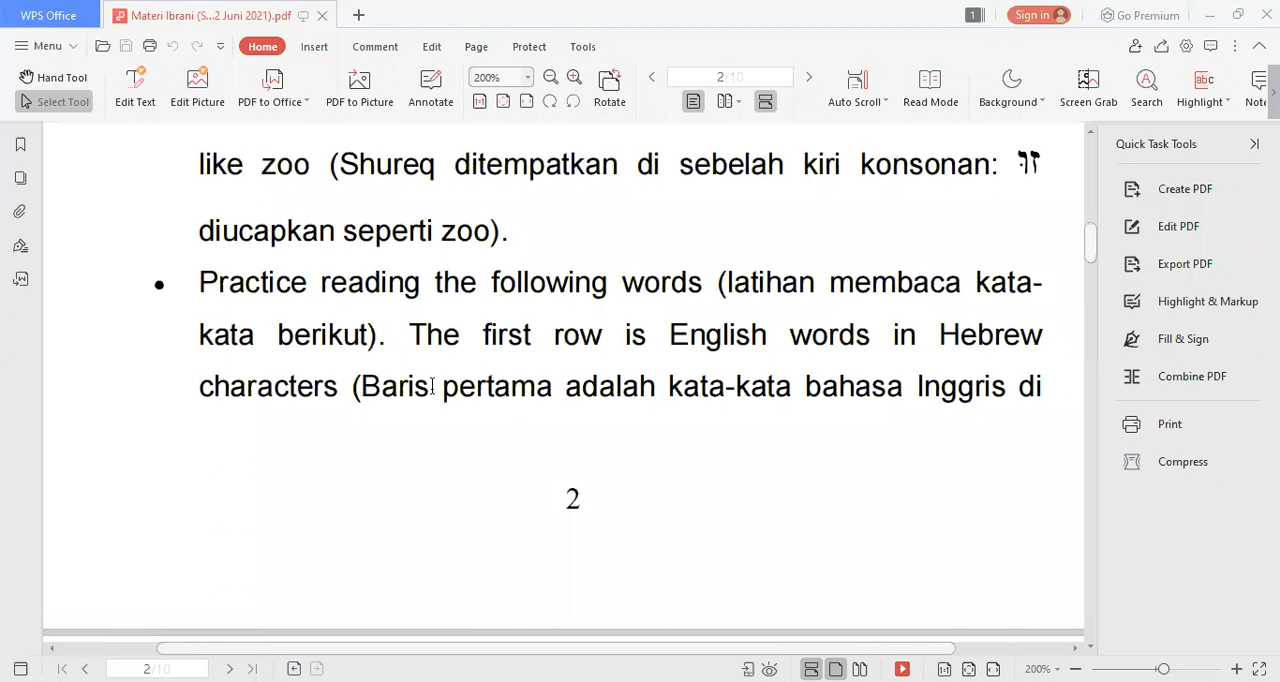 WPS Office
Materi Ibrani (S...2 Juni 2021).pdf
1
Sign in
Go Premium
Menu
Home
Insert
Comment
Edit
Page
Protect
Tools
Hand Tool
Select Tool
Edit Text
Edit Picture
PDF to Office
PDF to Picture
Annotate
200%
Rotate
2/10
Auto Scroll
Read Mode
Background
Screen Grab
Search
Highlight
Note
like zoo (Shureq ditempatkan di sebelah kiri konsonan:
diucapkan seperti zoo).
• Practice reading the following words (latihan membaca kata-
kata berikut). The first row is English words in Hebrew
characters (Baris pertama adalah kata-kata bahasa Inggris di
2
Quick Task Tools
Create PDF
Edit PDF
Export PDF
Highlight & Markup
Fill & Sign
Combine PDF
Print
Compress
2/10
200%